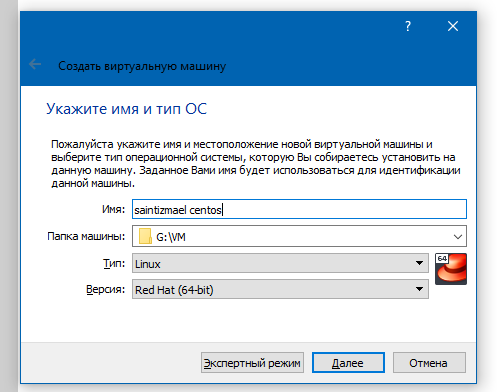 ?
Создать виртуальную машину
Укажите имя и тип ОС
Пожалуйста укажите имя и местоположение новой виртуальной машины и
выберите тип операционной системы, которую Вы собираетесь установить на
данную машину. Заданное Вами имя будет использоваться для идентификации
данной машины.
Имя: saintizmael centos
Папка машины: G:\VM
Тип: Linux
64
Версия: Red Hat (64-bit)
Экспертный режим Далее Отмена